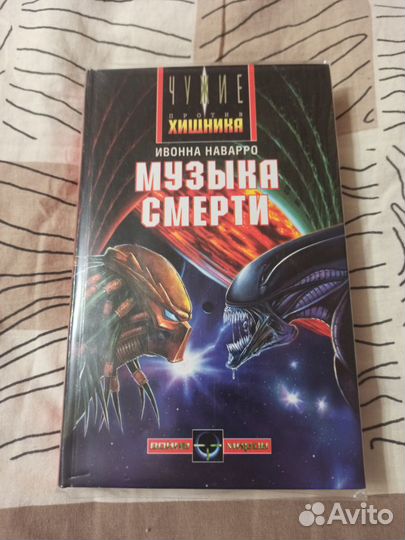 ЧУЖИЕ
ПРОТИВ
ХИЩНИКА
ИВОННА НАВАРРО
МУЗЫКА
СМЕРТИ
Avito